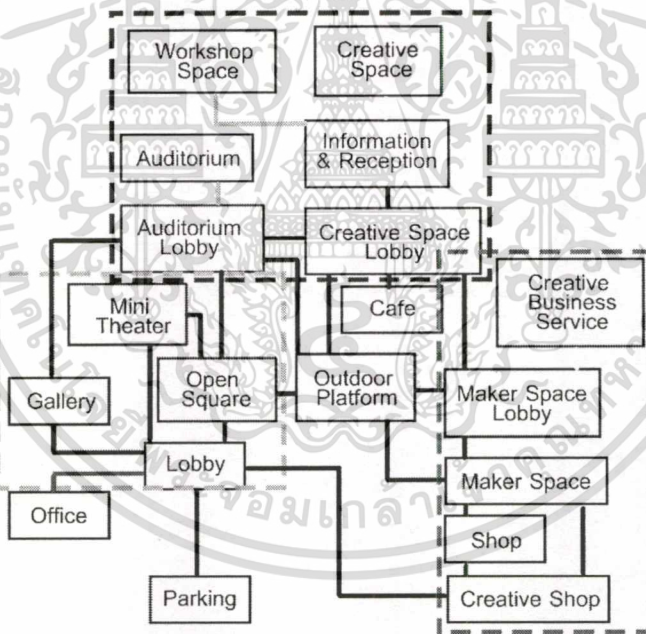 Workshop
Space
Creative
Space
Auditorium
Information
& Reception
Auditorium
Lobby
Creative Space
Lobby
Mini
Theater
Cafe
Creative
Business
Service
Gallery
Open
Square
Outdoor
Platform
Maker Space
Lobby
Lobby
Maker Space
Office
Shop
Parking
Creative Shop